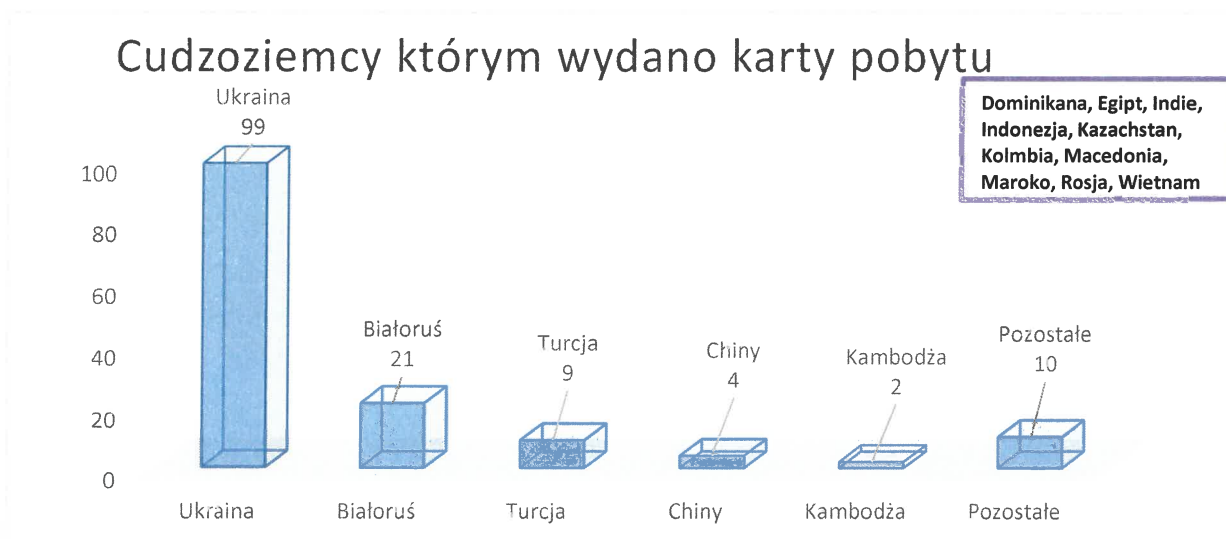 Cudzoziemcy którym wydano karty pobytu
Dominikana, Egipt, Indie,
Indonezja, Kazachstan,
Kolmbia, Macedonia,
Maroko, Rosja, Wietnam
Ukraina
99
Białoruś
21
Turcja
9
Chiny
4
Kambodża
2
Pozostałe
10
100
80
60
40
20
0
Ukraina Białoruś Turcja Chiny Kambodża Pozostałe